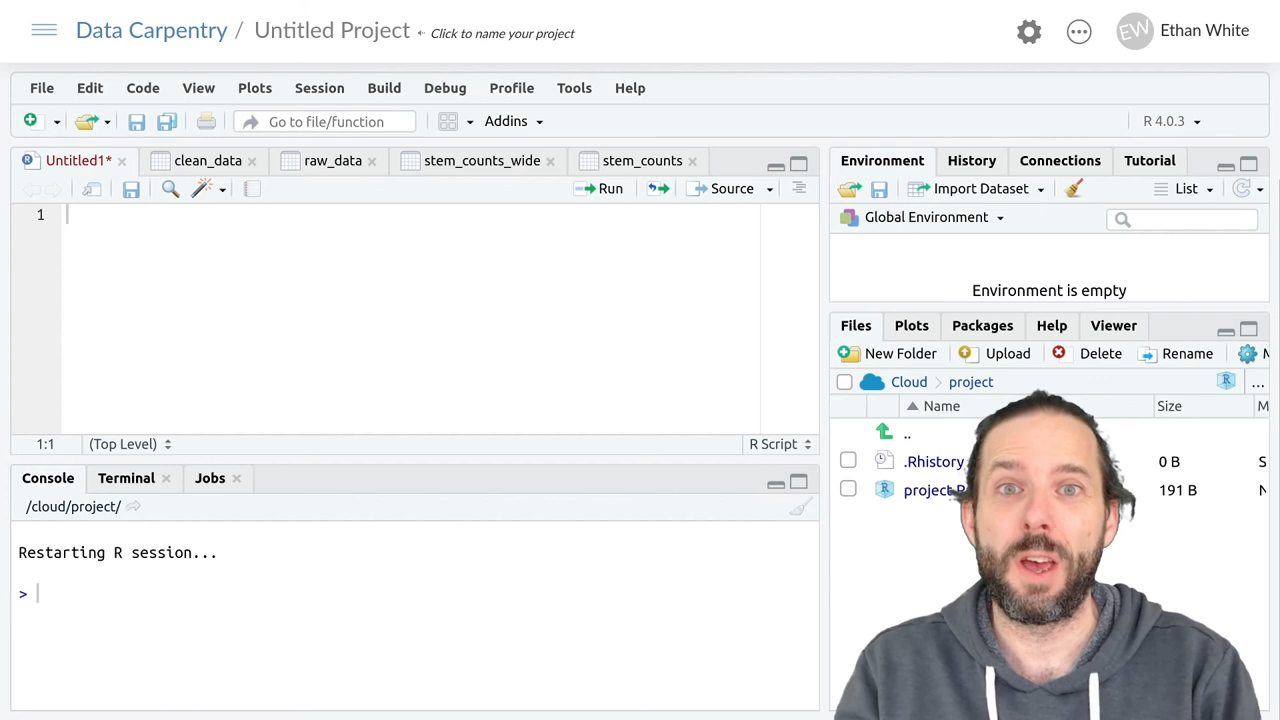 Data Carpentry / Untitled Project ← Click to name your project EW Ethan White
File Edit Code View Plots Session Build Debug Profile Tools Help
Go to file/function Addins R 4.0.3
Untitled1* clean_data raw_data stem_counts_wide stem_counts
Run Source
1
1:1 (Top Level) R Script
Console Terminal Jobs
/cloud/project/
Restarting R session...
>
Environment History Connections Tutorial
Import Dataset List
Global Environment
Environment is empty
Files Plots Packages Help Viewer
New Folder Upload Delete Rename M
Cloud project ...
Name Size M
..
.Rhistory 0 B S
project.R 191 B N